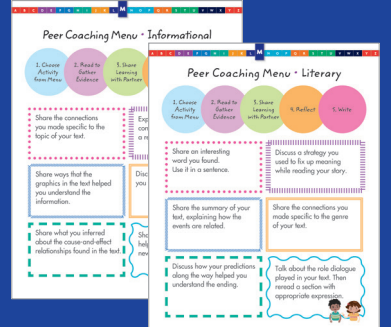 A B C D E F G H I J K L M N O P Q R S T U V W X Y Z
Peer Coaching Menu • Informational
1. Choose
Activity
from Menu
2. Read to
Gather
Evidence
3. Share
Learning
with Partner
Share the connections
you made specific to the
topic of your text.
Share ways that the
graphics in the text helped
you understand the
information.
Share what you inferred
about the cause-and-effect
relationships found in the text.
A B C D E F G H I J K L M N O P Q R S T U V W X Y Z
Peer Coaching Menu • Literary
1. Choose
Activity
from Menu
2. Read to
Gather
Evidence
3. Share
Learning
with Partner
4. Reflect
5. Write
Share an interesting
word you found.
Use it in a sentence.
Discuss a strategy you
used to fix up meaning
while reading your story.
Share the summary of your
text, explaining how the
events are related.
Share the connections you
made specific to the genre
of your text.
Discuss how your predictions
along the way helped you
understand the ending.
Talk about the role dialogue
played in your text. Then
reread a section with
appropriate expression.